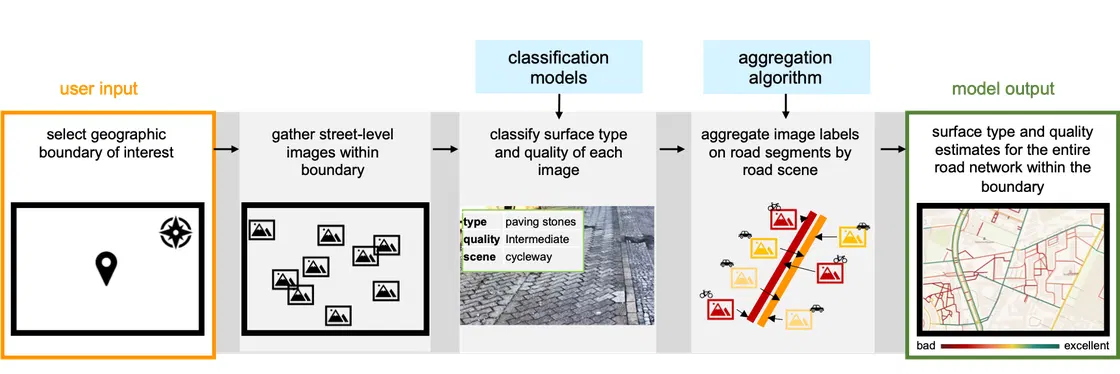 user input
select geographic
boundary of interest
gather street-level
images within
boundary
classification
models
classify surface type
and quality of each
image
type paving stones
quality Intermediate
scene cycleway
aggregation
algorithm
aggregate image labels
on road segments by
road scene
model output
surface type and quality
estimates for the entire
road network within the
boundary
bad excellent